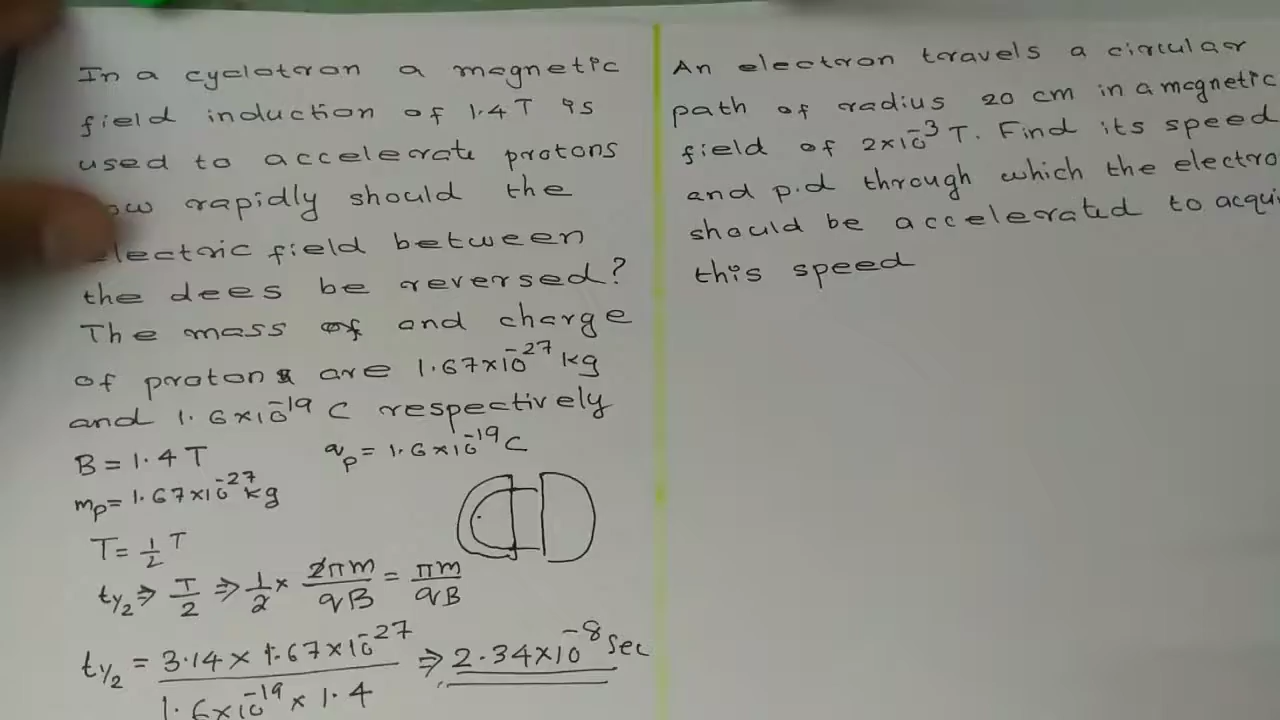 In a cyclotron a magnetic
field induction of 1.4T is
used to accelerate protons
rapidly should the
electric field between
the dees be reversed?
The mass of and charge
of proton are 1.67×10⁻²⁷ kg
and 1.6×10⁻¹⁹ C respectively
B = 1.4 T qp = 1.6×10⁻¹⁹ C
mp = 1.67×10⁻²⁷ kg
T = 1/2 T
t1/2 ⇒ T/2 ⇒ 1/2 × 2πm/qB = πm/qB
t1/2 = 3.14 × 1.67×10⁻²⁷ / 1.6×10⁻¹⁹ × 1.4 ⇒ 2.34×10⁻⁸ sec
An electron travels a circular
path of radius 20 cm in a magnetic
field of 2×10⁻³ T. Find its speed
and p.d through which the electro
should be accelerated to acqui
this speed